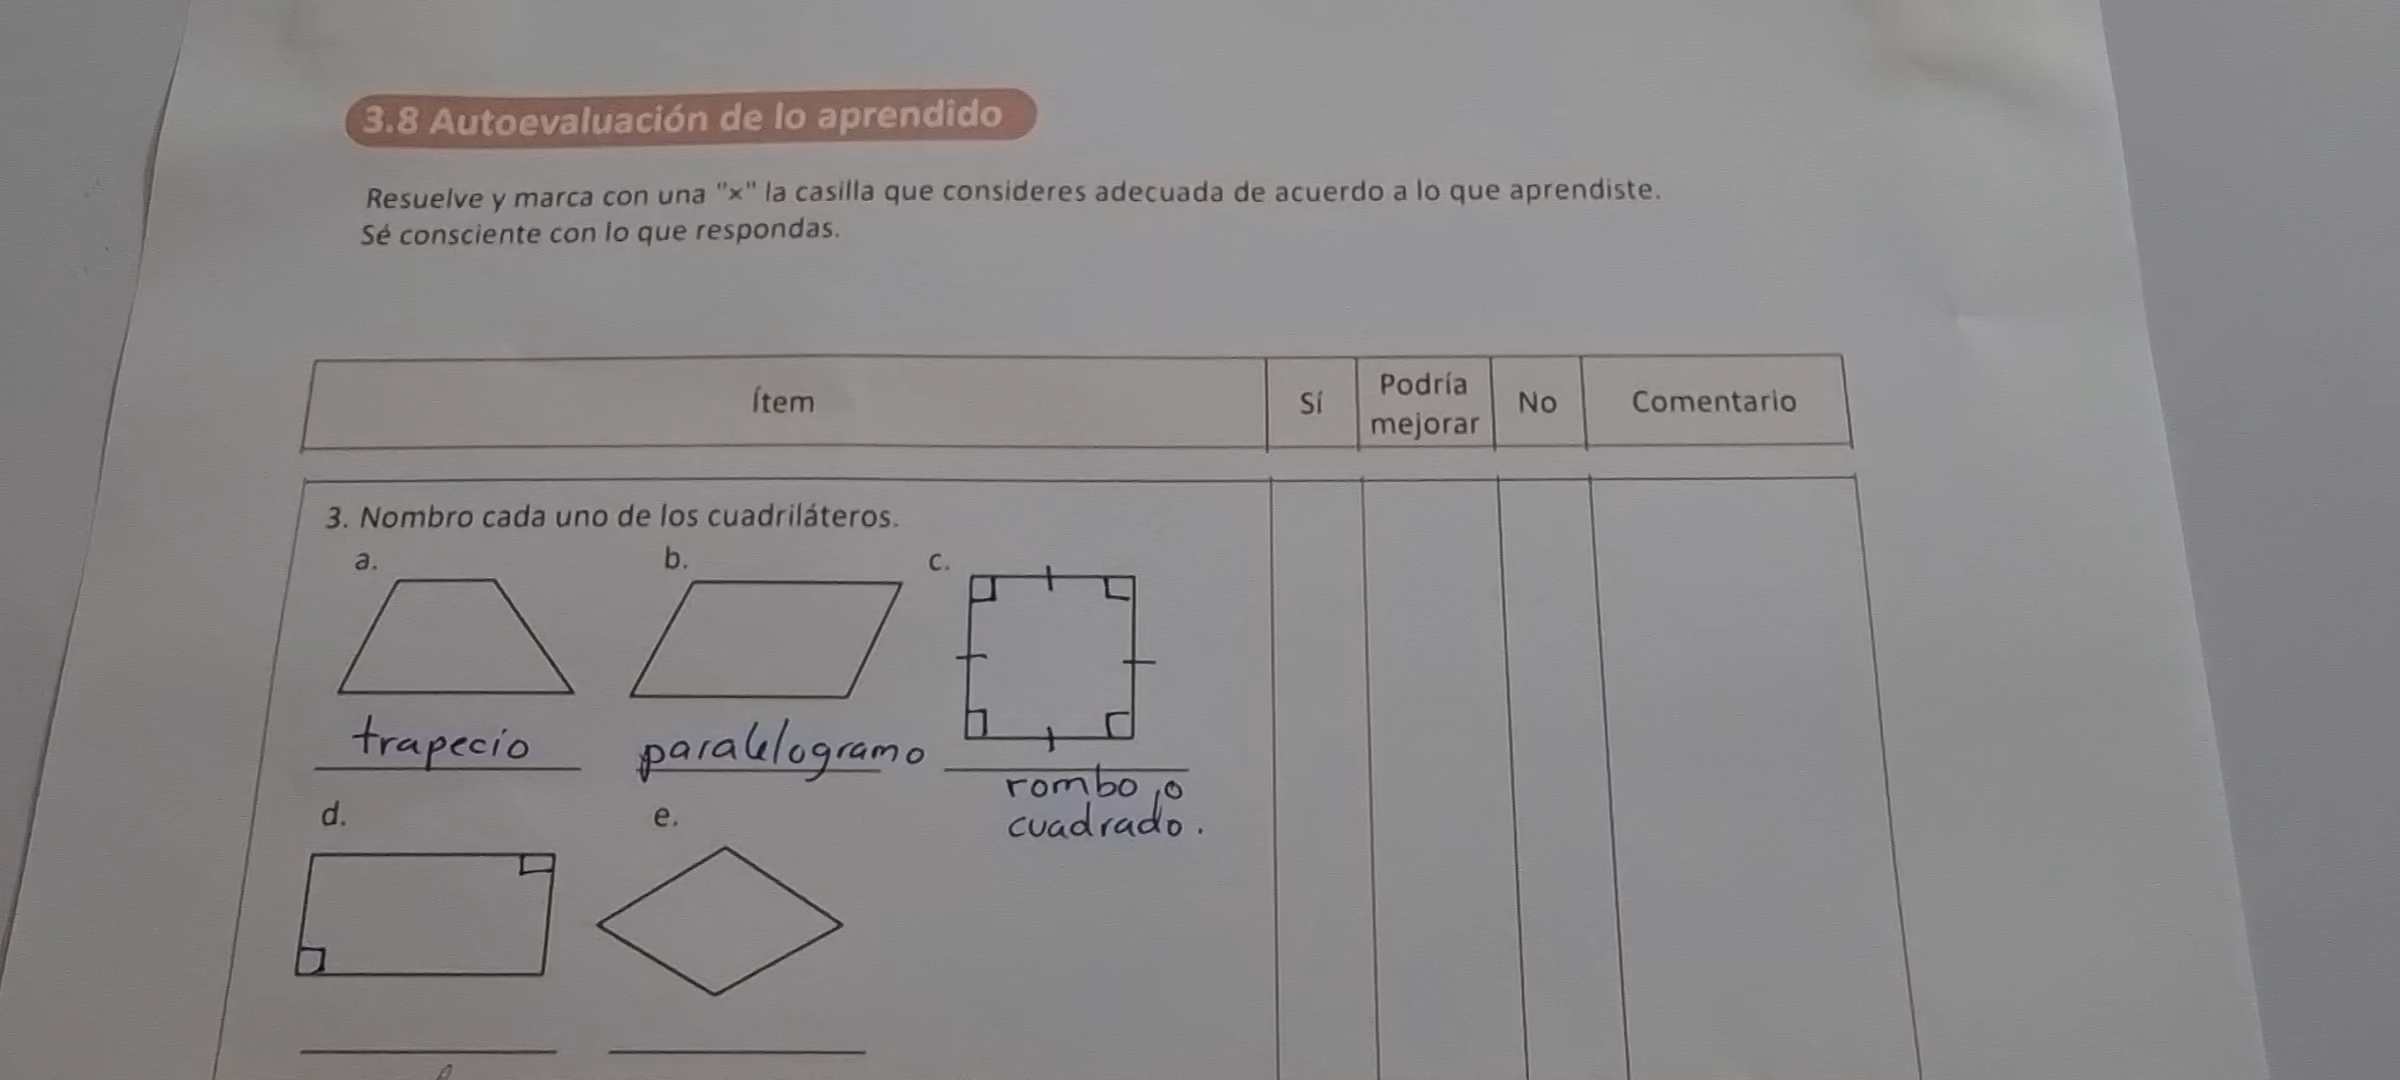 3.8 Autoevaluación de lo aprendido
Resuelve y marca con una "x" la casilla que consideres adecuada de acuerdo a lo que aprendiste.
Sé consciente con lo que respondas.
Ítem
Sí
Podría
mejorar
No
Comentario
3. Nombro cada uno de los cuadriláteros.
a.
b.
c.
trapecio
paralelogramo
rombo o
cuadrado.
d.
e.